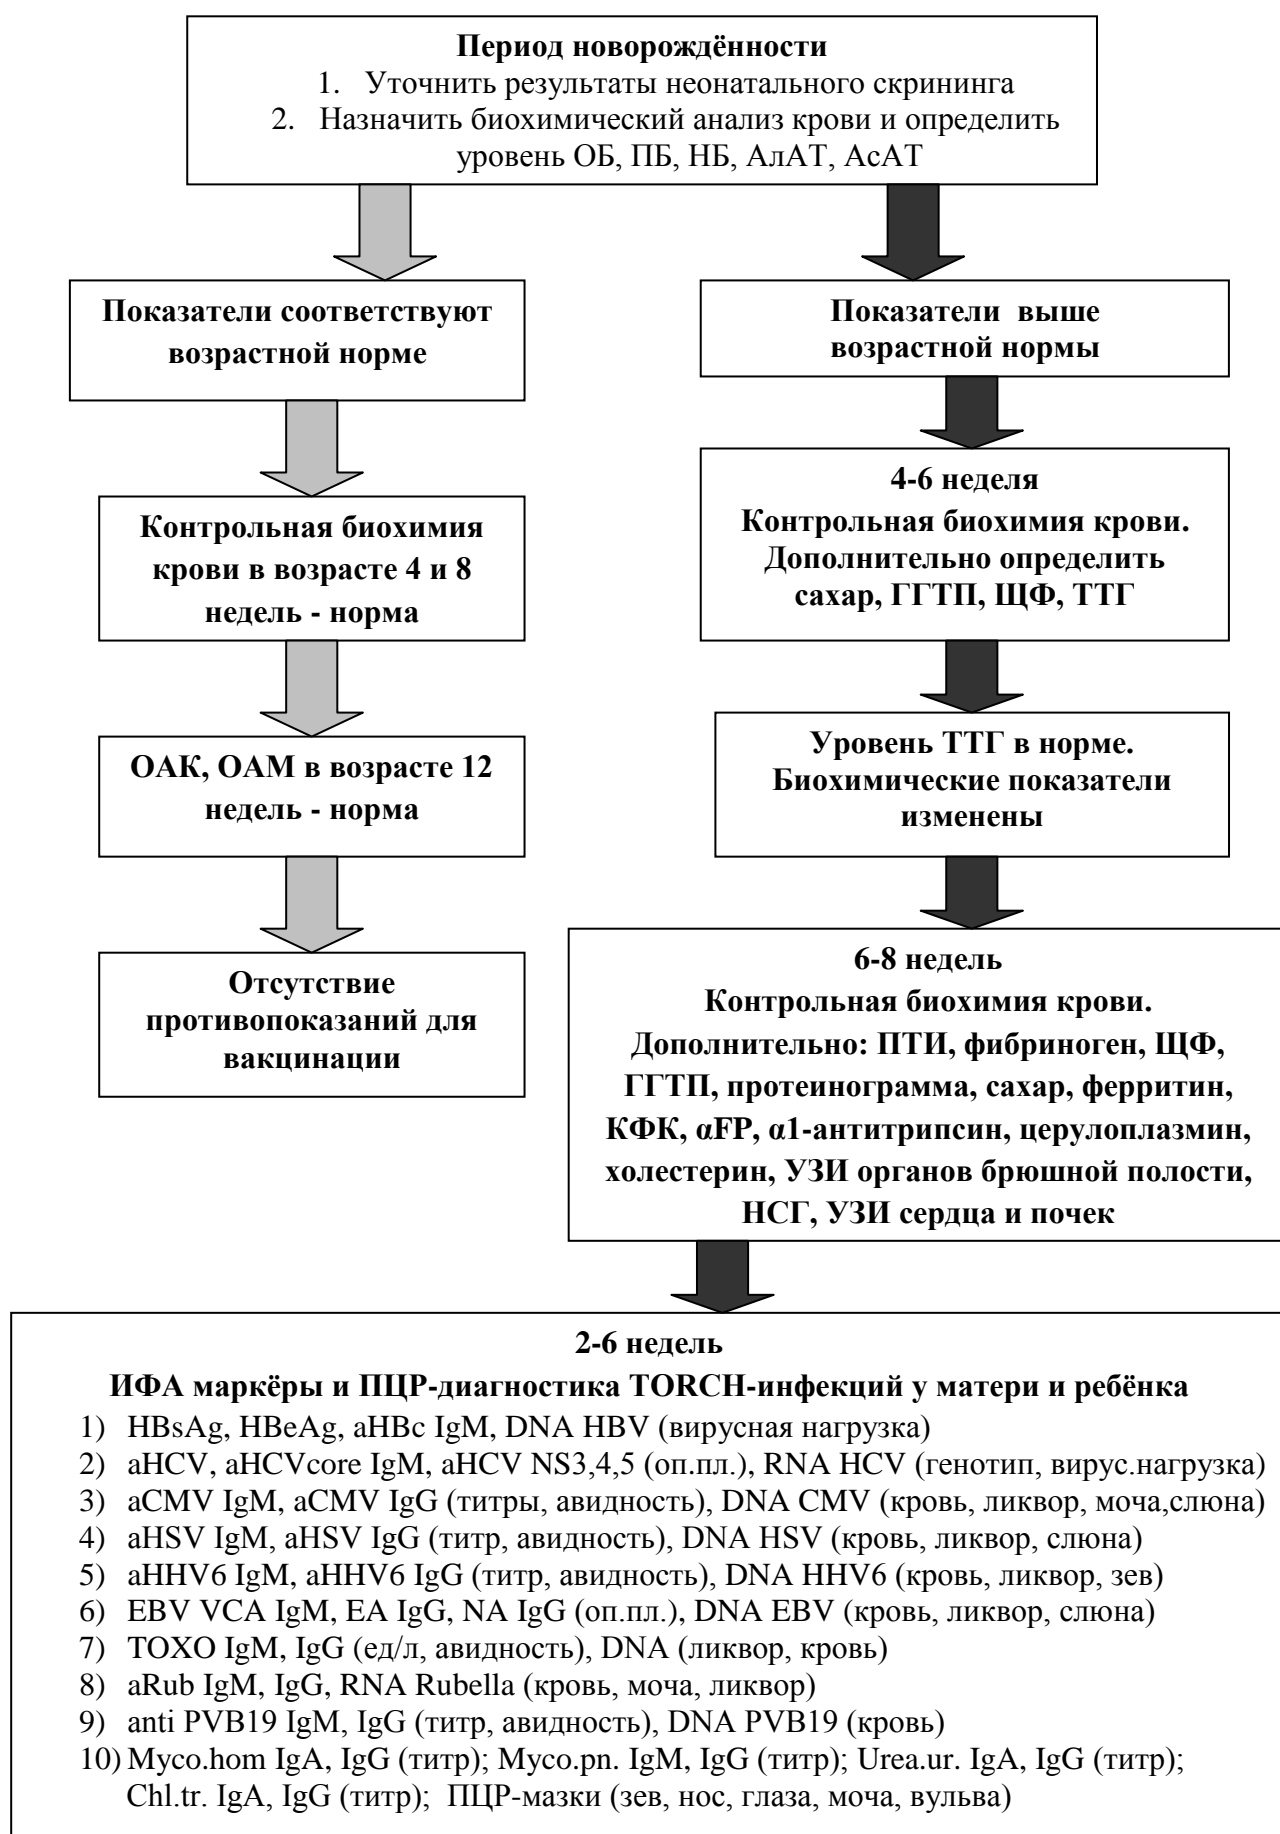 Период новорождённости
1. Уточнить результаты неонатального скрининга
2. Назначить биохимический анализ крови и определить
уровень ОБ, ПБ, НБ, АлАТ, АсАТ
Показатели соответствуют
возрастной норме
Показатели выше
возрастной нормы
Контрольная биохимия
крови в возрасте 4 и 8
недель - норма
4-6 неделя
Контрольная биохимия крови.
Дополнительно определить
сахар, ГГТП, ЩФ, ТТГ
ОАК, ОАМ в возрасте 12
недель - норма
Уровень ТТГ в норме.
Биохимические показатели
изменены
Отсутствие
противопоказаний для
вакцинации
6-8 недель
Контрольная биохимия крови.
Дополнительно: ПТИ, фибриноген, ЩФ,
ГГТП, протеинограмма, сахар, ферритин,
КФК, αFP, α1-антитрипсин, церулоплазмин,
холестерин, УЗИ органов брюшной полости,
НСГ, УЗИ сердца и почек
2-6 недель
ИФА маркёры и ПЦР-диагностика TORCH-инфекций у матери и ребёнка
1) HBsAg, HBeAg, aHBc IgM, DNA HBV (вирусная нагрузка)
2) aHCV, aHCVcore IgM, aHCV NS3,4,5 (оп.пл.), RNA HCV (генотип, вирус.нагрузка)
3) aCMV IgM, aCMV IgG (титры, авидность), DNA CMV (кровь, ликвор, моча,слюна)
4) aHSV IgM, aHSV IgG (титр, авидность), DNA HSV (кровь, ликвор, слюна)
5) aHHV6 IgM, aHHV6 IgG (титр, авидность), DNA HHV6 (кровь, ликвор, зев)
6) EBV VCA IgM, EA IgG, NA IgG (оп.пл.), DNA EBV (кровь, ликвор, слюна)
7) TOXO IgM, IgG (ед/л, авидность), DNA (ликвор, кровь)
8) aRub IgM, IgG, RNA Rubella (кровь, моча, ликвор)
9) anti PVB19 IgM, IgG (титр, авидность), DNA PVB19 (кровь)
10) Myco.hom IgA, IgG (титр); Myco.pn. IgM, IgG (титр); Urea.ur. IgA, IgG (титр);
Chl.tr. IgA, IgG (титр); ПЦР-мазки (зев, нос, глаза, моча, вульва)